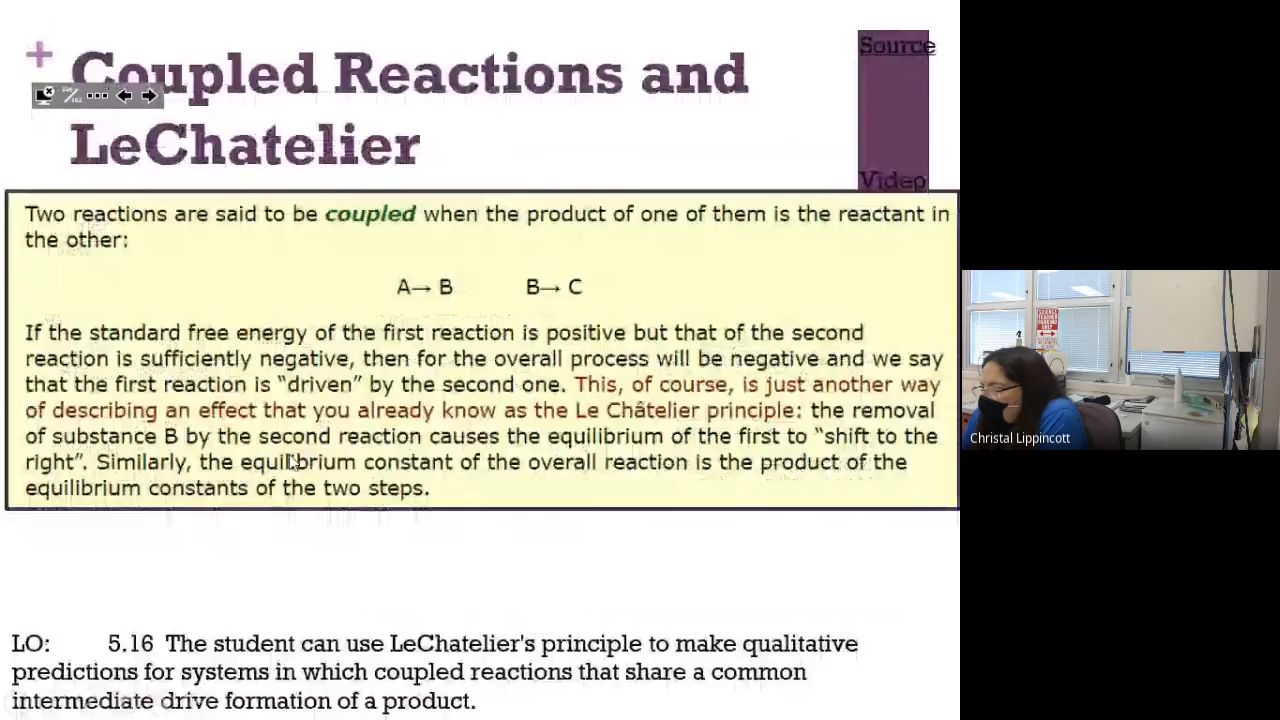 Coupled Reactions and
LeChatelier
Source
Video
Two reactions are said to be coupled when the product of one of them is the reactant in
the other:
A→ B B→ C
If the standard free energy of the first reaction is positive but that of the second
reaction is sufficiently negative, then for the overall process will be negative and we say
that the first reaction is “driven” by the second one. This, of course, is just another way
of describing an effect that you already know as the Le Châtelier principle: the removal
of substance B by the second reaction causes the equilibrium of the first to “shift to the
right”. Similarly, the equilibrium constant of the overall reaction is the product of the
equilibrium constants of the two steps.
LO: 5.16 The student can use LeChatelier's principle to make qualitative
predictions for systems in which coupled reactions that share a common
intermediate drive formation of a product.
SCIENCE
TEACHER
PARKING
ONLY
Christal Lippincott